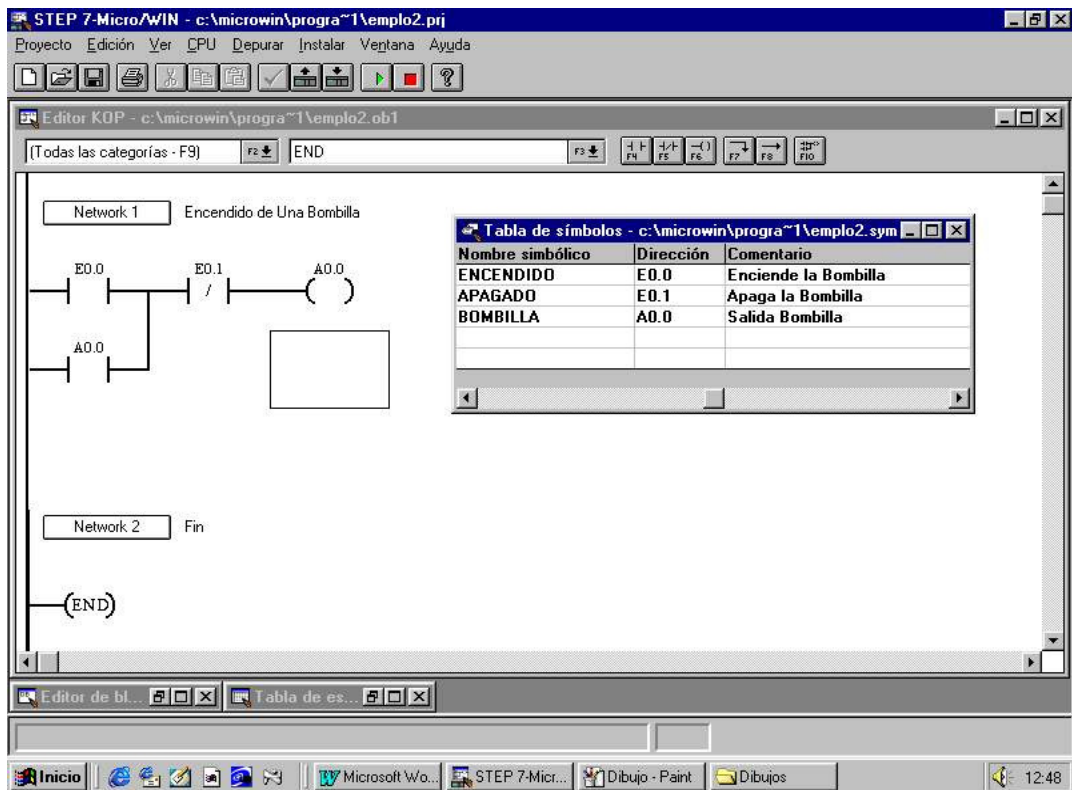 STEP 7-Micro/WIN - c:\microwin\progra~1\emplo2.prj
Proyecto Edición Ver CPU Depurar Instalar Ventana Ayuda
Editor KOP - c:\microwin\progra~1\emplo2.ob1
(Todas las categorías - F9) F2 END F3 F4 F5 F6 F7 F8 F10
Network 1 Encendido de Una Bombilla
E0.0 E0.1 A0.0
/ ( )
A0.0
Tabla de símbolos - c:\microwin\progra~1\emplo2.sym
Nombre simbólico Dirección Comentario
ENCENDIDO E0.0 Enciende la Bombilla
APAGADO E0.1 Apaga la Bombilla
BOMBILLA A0.0 Salida Bombilla
Network 2 Fin
(END)
Editor de bl... Tabla de es...
Inicio Microsoft Wo... STEP 7-Micr... Dibujo - Paint Dibujos 12:48